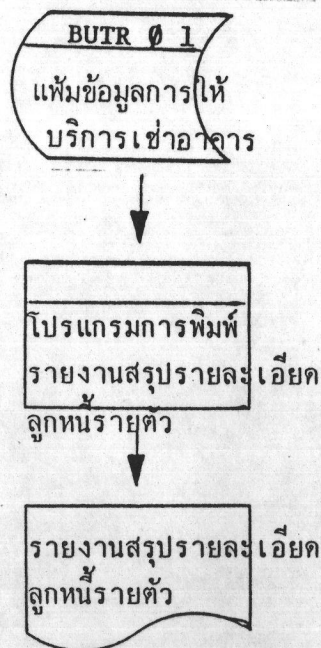 BUTR Ø 1
แฟ้มข้อมูลการให้
บริการเช่าอาคาร
โปรแกรมการพิมพ์
รายงานสรุปรายละเอียด
ลูกหนี้รายตัว
รายงานสรุปรายละเอียด
ลูกหนี้รายตัว